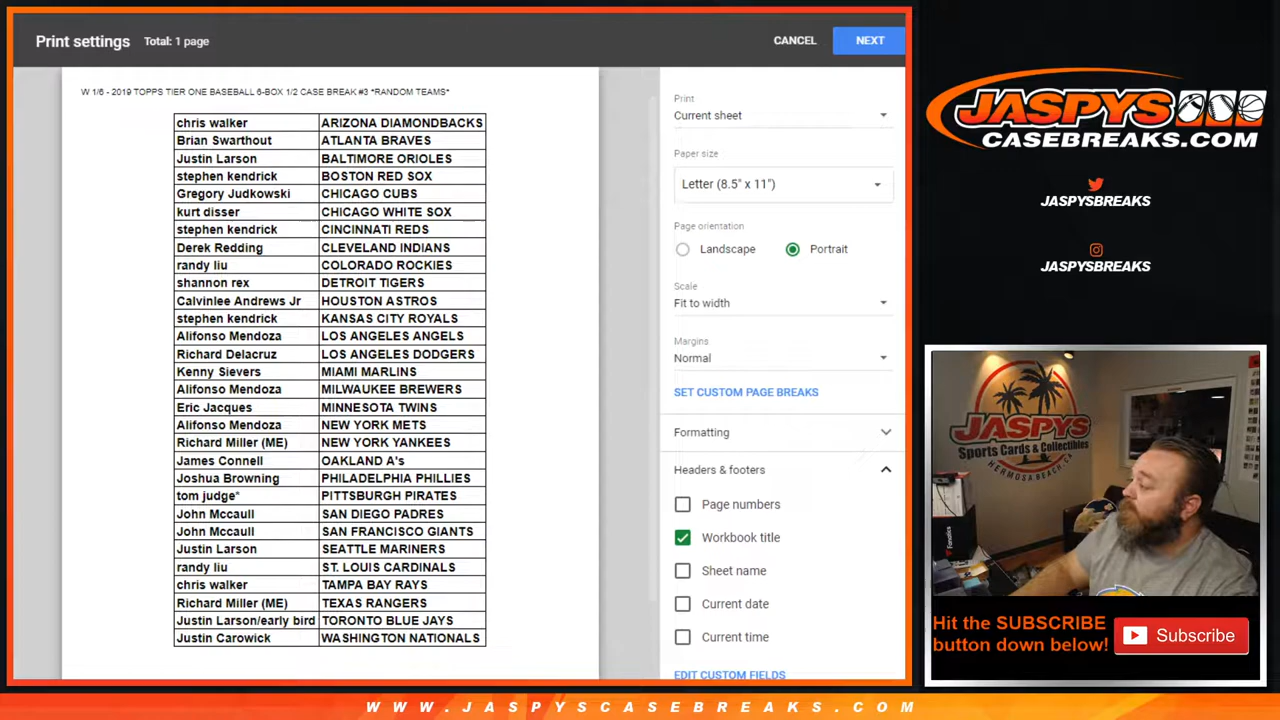 Print settings Total: 1 page CANCEL NEXT
W 1/6 - 2019 TOPPS TIER ONE BASEBALL 6-BOX 1/2 CASE BREAK #3 *RANDOM TEAMS*
chris walker ARIZONA DIAMONDBACKS
Brian Swarthout ATLANTA BRAVES
Justin Larson BALTIMORE ORIOLES
stephen kendrick BOSTON RED SOX
Gregory Judkowski CHICAGO CUBS
kurt disser CHICAGO WHITE SOX
stephen kendrick CINCINNATI REDS
Derek Redding CLEVELAND INDIANS
randy liu COLORADO ROCKIES
shannon rex DETROIT TIGERS
Calvinlee Andrews Jr HOUSTON ASTROS
stephen kendrick KANSAS CITY ROYALS
Alifonso Mendoza LOS ANGELES ANGELS
Richard Delacruz LOS ANGELES DODGERS
Kenny Sievers MIAMI MARLINS
Alifonso Mendoza MILWAUKEE BREWERS
Eric Jacques MINNESOTA TWINS
Alifonso Mendoza NEW YORK METS
Richard Miller (ME) NEW YORK YANKEES
James Connell OAKLAND A's
Joshua Browning PHILADELPHIA PHILLIES
tom judge* PITTSBURGH PIRATES
John Mccaull SAN DIEGO PADRES
John Mccaull SAN FRANCISCO GIANTS
Justin Larson SEATTLE MARINERS
randy liu ST. LOUIS CARDINALS
chris walker TAMPA BAY RAYS
Richard Miller (ME) TEXAS RANGERS
Justin Larson/early bird TORONTO BLUE JAYS
Justin Carowick WASHINGTON NATIONALS
Print
Current sheet
Paper size
Letter (8.5" x 11")
Page orientation
Landscape Portrait
Scale
Fit to width
Margins
Normal
SET CUSTOM PAGE BREAKS
Formatting
Headers & footers
Page numbers
Workbook title
Sheet name
Current date
Current time
EDIT CUSTOM FIELDS
JASPYS
CASEBREAKS.COM
JASPYSBREAKS
JASPYSBREAKS
JASPYS
Sports Cards & Collectibles
HERMOSA BEACH, CA
Fanatics
Hit the SUBSCRIBE
button down below!
Subscribe
WWW.JASPYSCASEBREAKS.COM